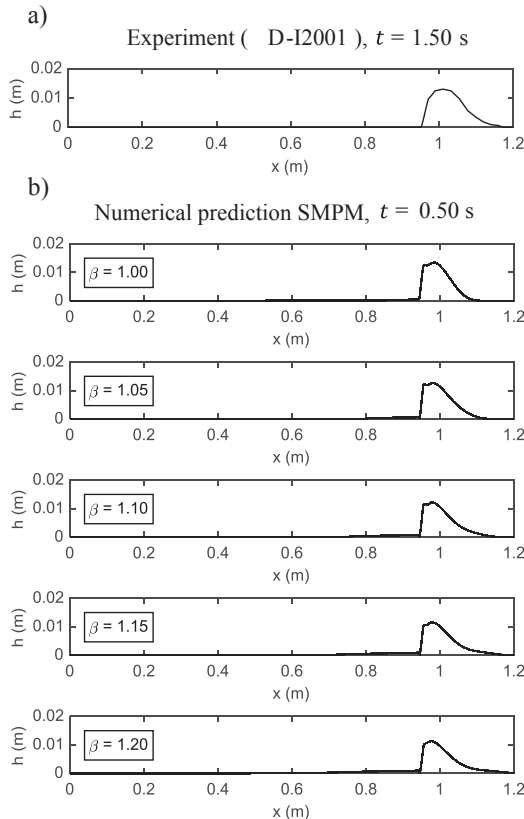 a)
Experiment ( D-I2001 ), t = 1.50 s
0.02
0.01
0
h (m)
0 0.2 0.4 0.6 0.8 1 1.2
x (m)
b)
Numerical prediction SMPM, t = 0.50 s
0.02
0.01
0
h (m)
β = 1.00
0 0.2 0.4 0.6 0.8 1 1.2
x (m)
0.02
0.01
0
h (m)
β = 1.05
0 0.2 0.4 0.6 0.8 1 1.2
x (m)
0.02
0.01
0
h (m)
β = 1.10
0 0.2 0.4 0.6 0.8 1 1.2
x (m)
0.02
0.01
0
h (m)
β = 1.15
0 0.2 0.4 0.6 0.8 1 1.2
x (m)
0.02
0.01
0
h (m)
β = 1.20
0 0.2 0.4 0.6 0.8 1 1.2
x (m)